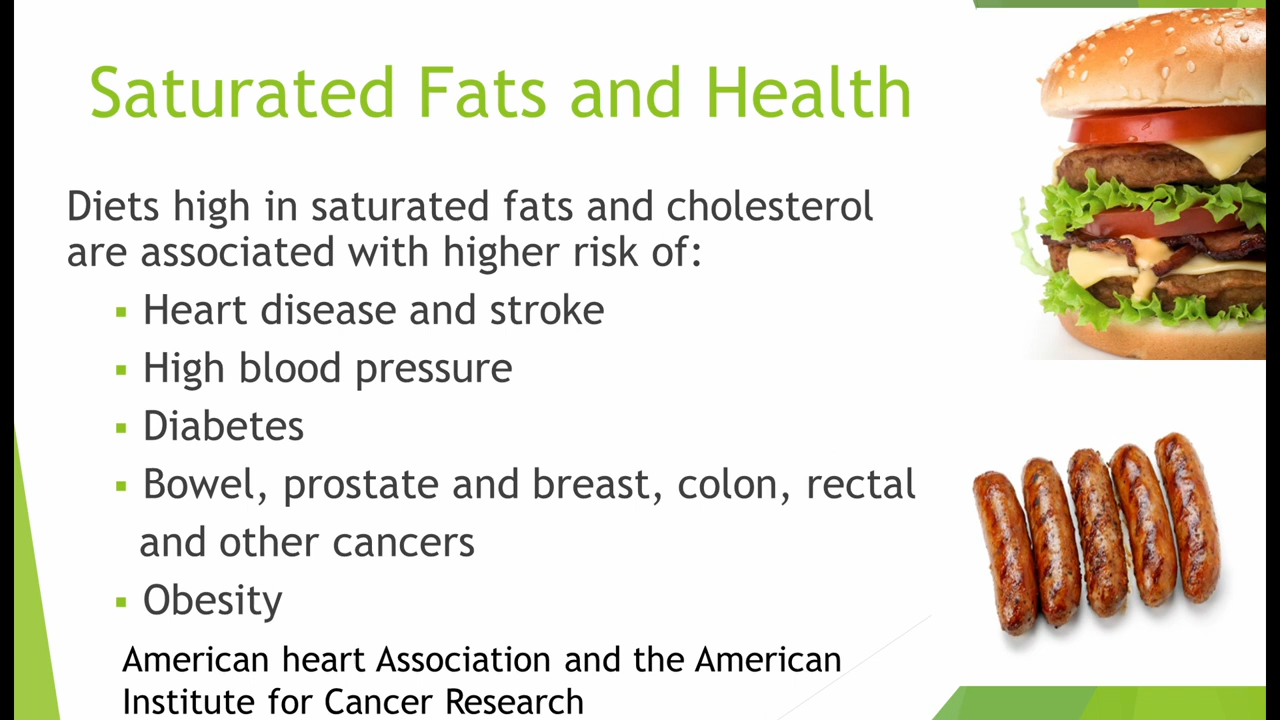 Saturated Fats and Health
Diets high in saturated fats and cholesterol
are associated with higher risk of:
▪ Heart disease and stroke
▪ High blood pressure
▪ Diabetes
▪ Bowel, prostate and breast, colon, rectal
and other cancers
▪ Obesity
American heart Association and the American
Institute for Cancer Research